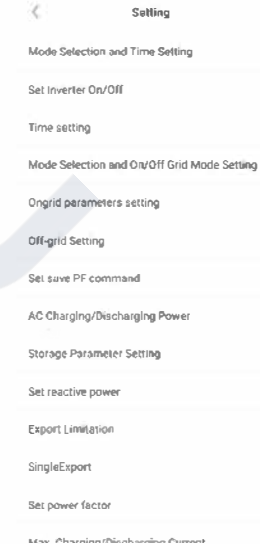 Setting
Mode Selection and Time Setting
Set Inverter On/Off
Time setting
Mode Selection and On/Off Grid Mode Setting
Ongrid parameters setting
Off-grid Setting
Set save PF command
AC Charging/Discharging Power
Storage Parameter Setting
Set reactive power
Export Limitation
SingleExport
Set power factor
Max. Charging/Discharging Current